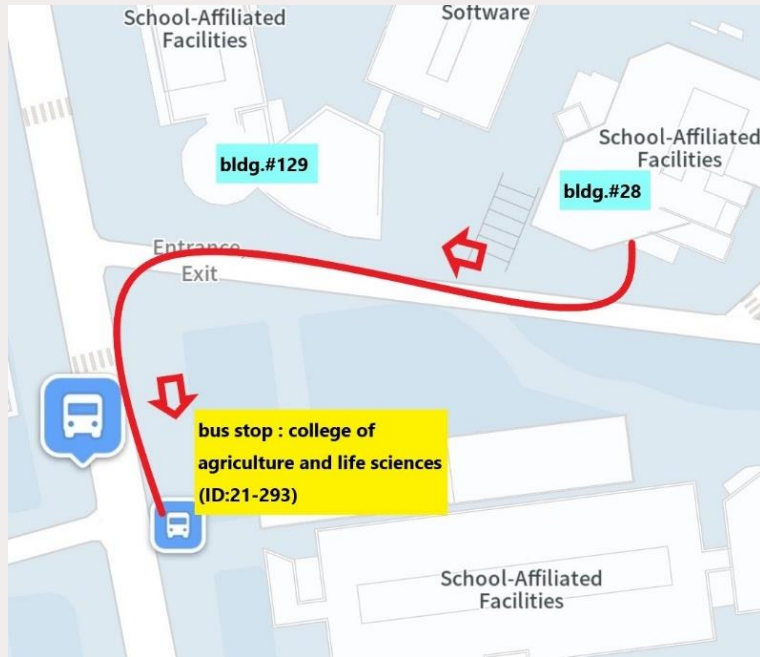 School-Affiliated
Facilities
Software
bldg.#129
School-Affiliated
Facilities
bldg.#28
Entrance,
Exit
bus stop : college of
agriculture and life sciences
(ID:21-293)
School-Affiliated
Facilities